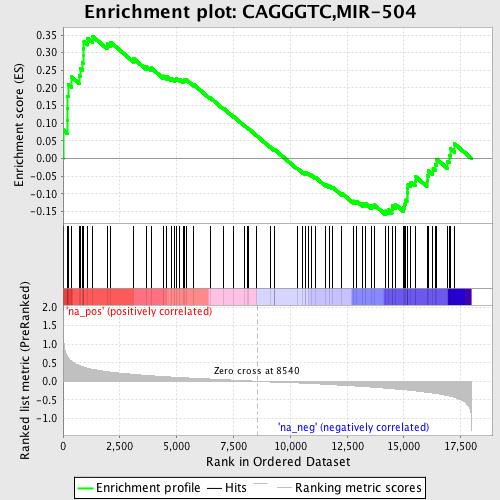 Enrichment plot: CAGGGTC,MIR-504
Enrichment score (ES)
0.35
0.30
0.25
0.20
0.15
0.10
0.05
0.00
-0.05
-0.10
-0.15
'na_pos' (positively correlated)
Ranked list metric (PreRanked)
2.0
1.5
1.0
0.5
0.0
-0.5
-1.0
Zero cross at 8540
'na_neg' (negatively correlated)
0
2,500
5,000
7,500
10,000
12,500
15,000
17,500
Rank in Ordered Dataset
Enrichment profile
Hits
Ranking metric scores